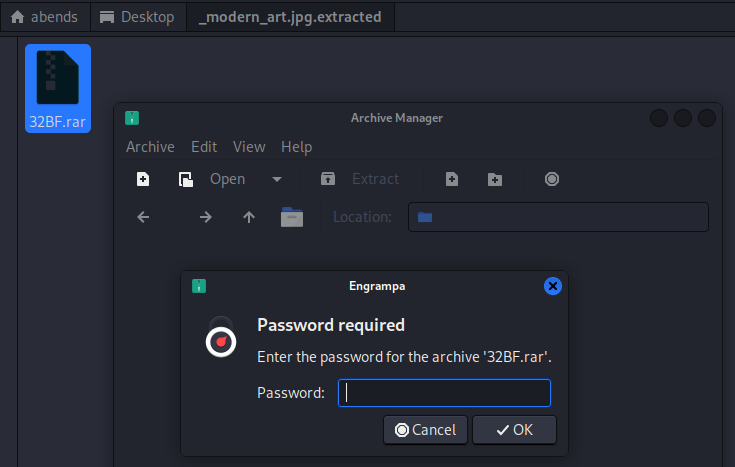 abends Desktop _modern_art.jpg.extracted
32BF.rar
Archive Manager
Archive Edit View Help
Open Extract
Location:
Engrampa
Password required
Enter the password for the archive '32BF.rar'.
Password:
Cancel OK